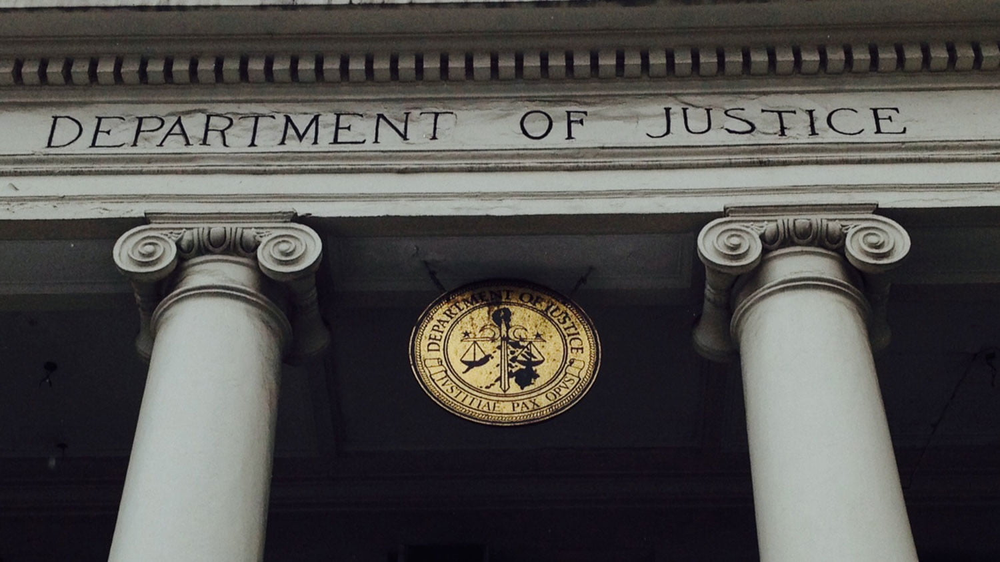 DEPARTMENT OF JUSTICE
DEPARTMENT OF JUSTICE
IVSTITIAE PAX OPVS